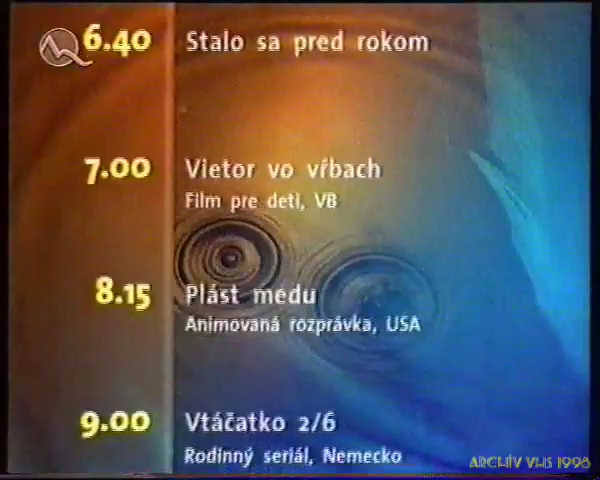 6.40 Stalo sa pred rokom
7.00 Vietor vo vŕbach
Film pre deti, VB
8.15 Plást medu
Animovaná rozprávka, USA
9.00 Vtáčatko 2/6
Rodinný seriál, Nemecko
ARCHÍV VHS 1998